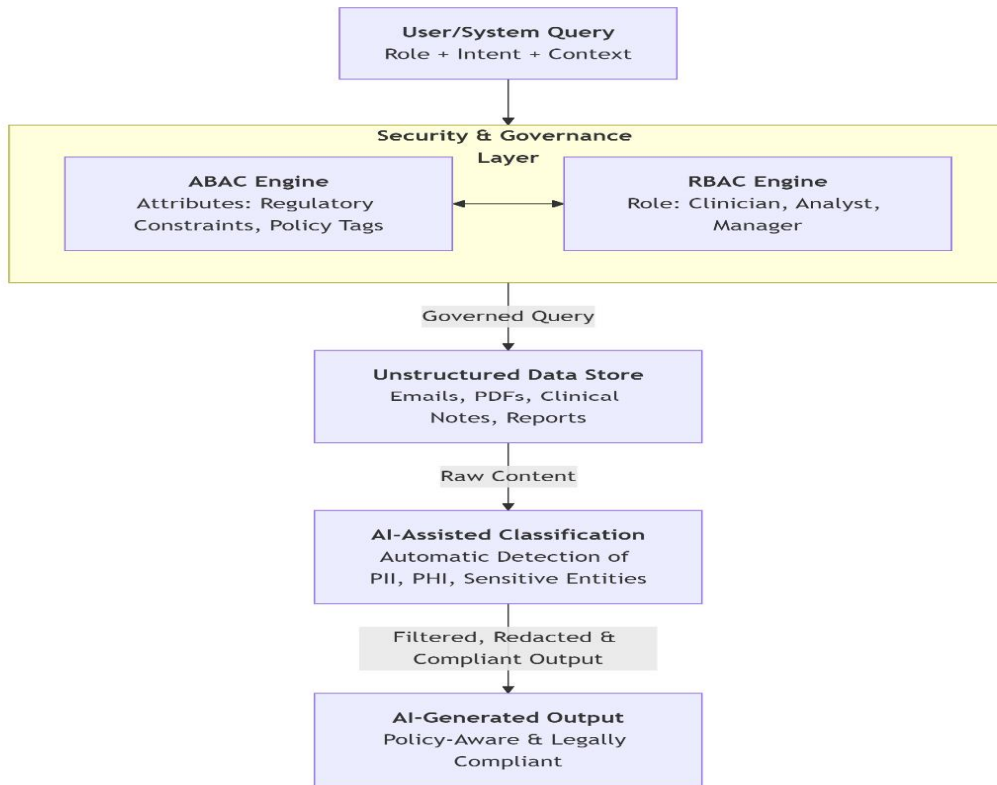 User/System Query
Role + Intent + Context
Security & Governance
Layer
ABAC Engine
Attributes: Regulatory
Constraints, Policy Tags
RBAC Engine
Role: Clinician, Analyst,
Manager
Governed Query
Unstructured Data Store
Emails, PDFs, Clinical
Notes, Reports
Raw Content
AI-Assisted Classification
Automatic Detection of
PII, PHI, Sensitive Entities
Filtered, Redacted &
Compliant Output
AI-Generated Output
Policy-Aware & Legally
Compliant